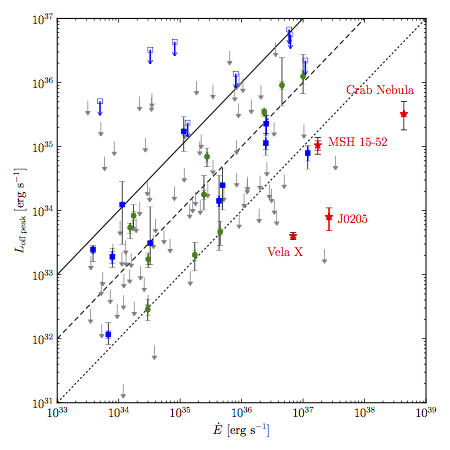 10^37
10^36
Crab Nebula
10^35
MSH 15-52
L_off peak [erg s^−1]
10^34
J0205
Vela X
10^33
10^32
10^31
10^33 10^34 10^35 10^36 10^37 10^38 10^39
Ė [erg s^−1]